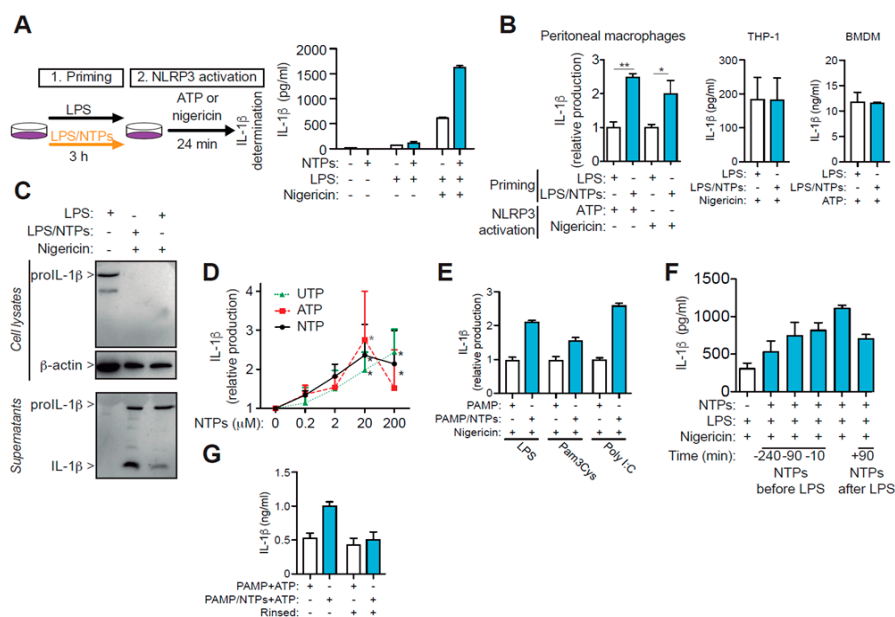 A
1. Priming
2. NLRP3 activation
LPS
LPS/NTPs
3 h
ATP or
nigericin
24 min
IL-1β
determination
IL-1β (pg/ml)
2000
1500
1000
500
0
NTPs: - + - + - +
LPS: - - + + + +
Nigericin: - - - - + +
B
Peritoneal macrophages
IL-1β
(relative production)
3
2
1
0
**
*
Priming
LPS: + - + -
LPS/NTPs: - + - +
NLRP3
activation
ATP: + + - -
Nigericin: - - + +
THP-1
IL-1β (pg/ml)
300
200
100
0
LPS: + -
LPS/NTPs: - +
Nigericin: + +
BMDM
IL-1β (ng/ml)
20
15
10
5
0
LPS: + -
LPS/NTPs: - +
ATP: + +
C
LPS: + - +
LPS/NTPs: - + -
Nigericin: - + +
Cell lysates
proIL-1β >
β-actin >
Supernatants
proIL-1β >
IL-1β >
D
IL-1β
(relative production)
4
3
2
1
UTP
ATP
NTP
*
*
*
*
*
NTPs (μM): 0 0.2 2 20 200
E
IL-1β
(relative production)
3
2
1
0
PAMP: + - + - + -
PAMP/NTPs: - + - + - +
Nigericin: + + + + + +
LPS
Pam3Cys
Poly I:C
F
IL-1β (pg/ml)
1500
1000
500
0
NTPs: - + + + + +
LPS: + + + + + +
Nigericin: + + + + + +
Time (min): -240 -90 -10 +90
NTPs
before LPS
NTPs
after LPS
G
IL-1β (ng/ml)
1.5
1.0
0.5
0
PAMP+ATP: + - + -
PAMP/NTPs+ATP: - + - +
Rinsed: - - + +